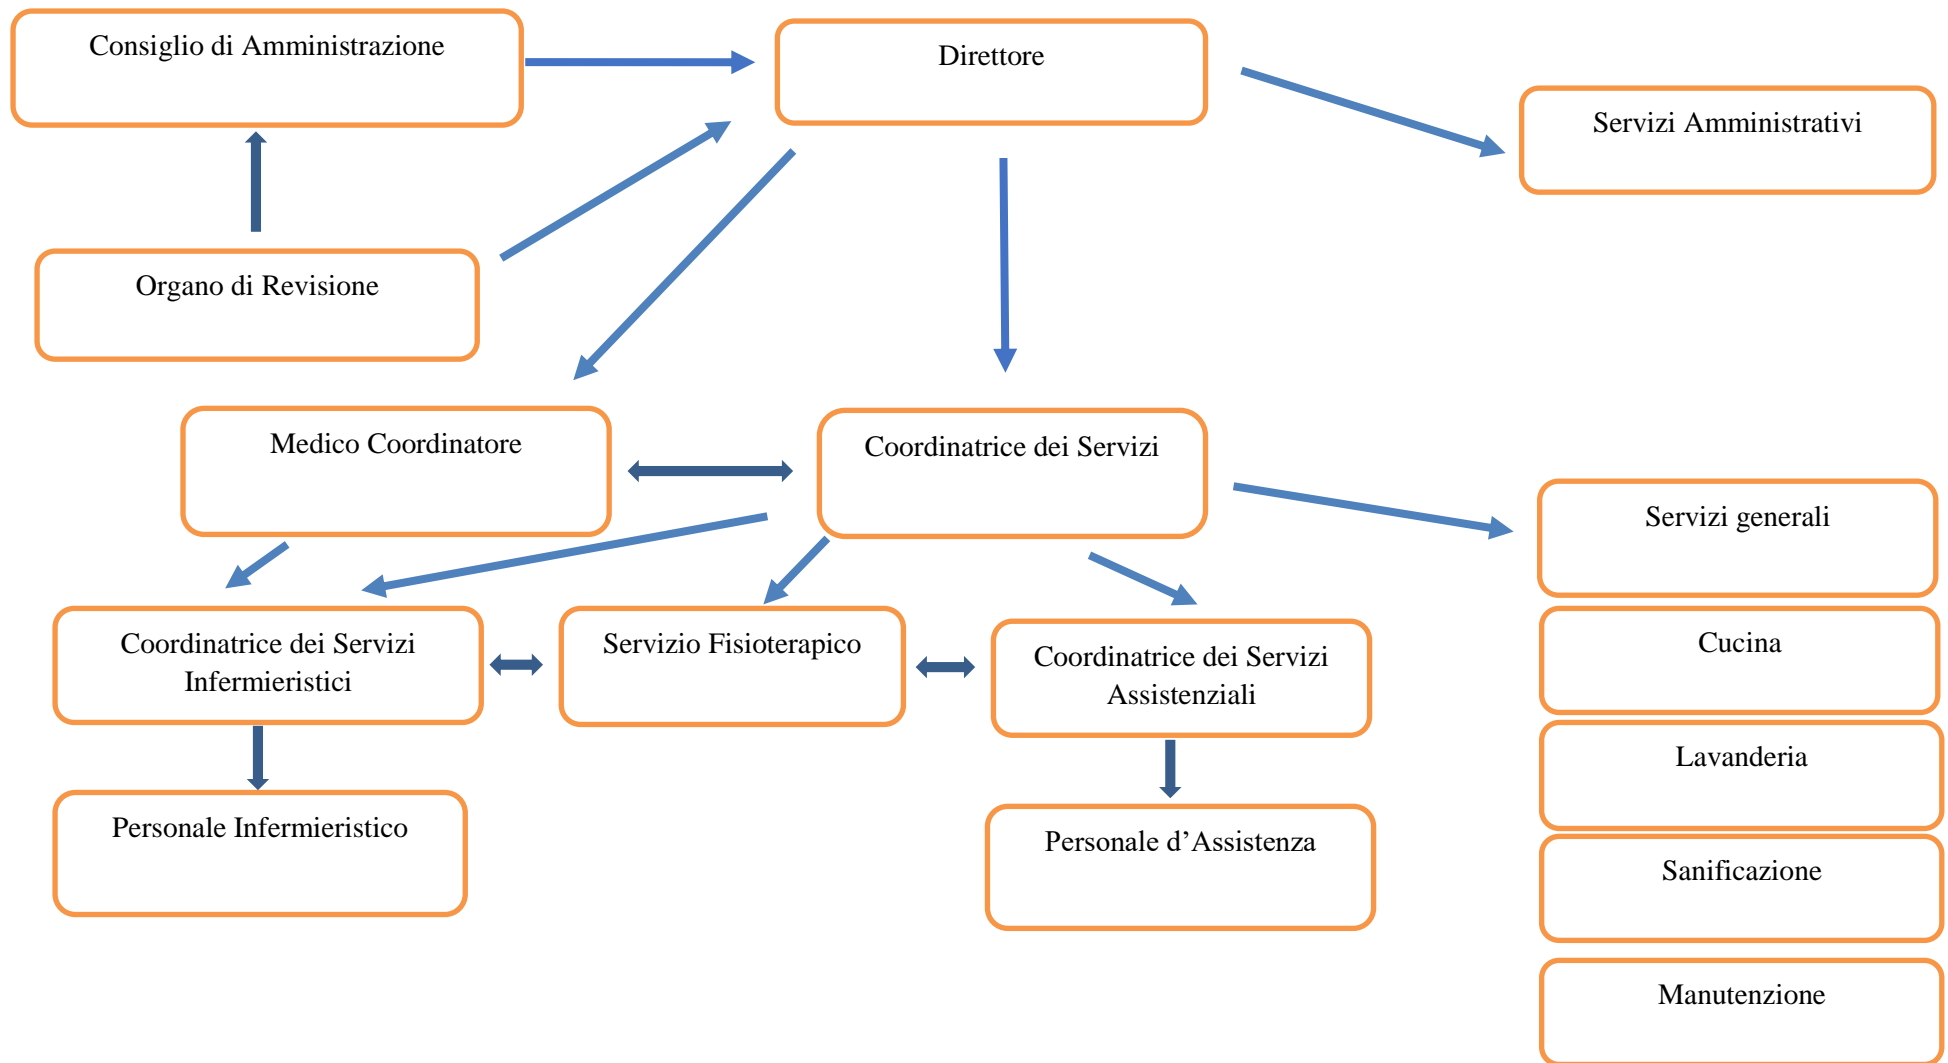 Consiglio di Amministrazione
Direttore
Servizi Amministrativi
Organo di Revisione
Medico Coordinatore
Coordinatrice dei Servizi
Servizi generali
Coordinatrice dei Servizi
Infermieristici
Servizio Fisioterapico
Coordinatrice dei Servizi
Assistenziali
Cucina
Lavanderia
Personale Infermieristico
Personale d’Assistenza
Sanificazione
Manutenzione